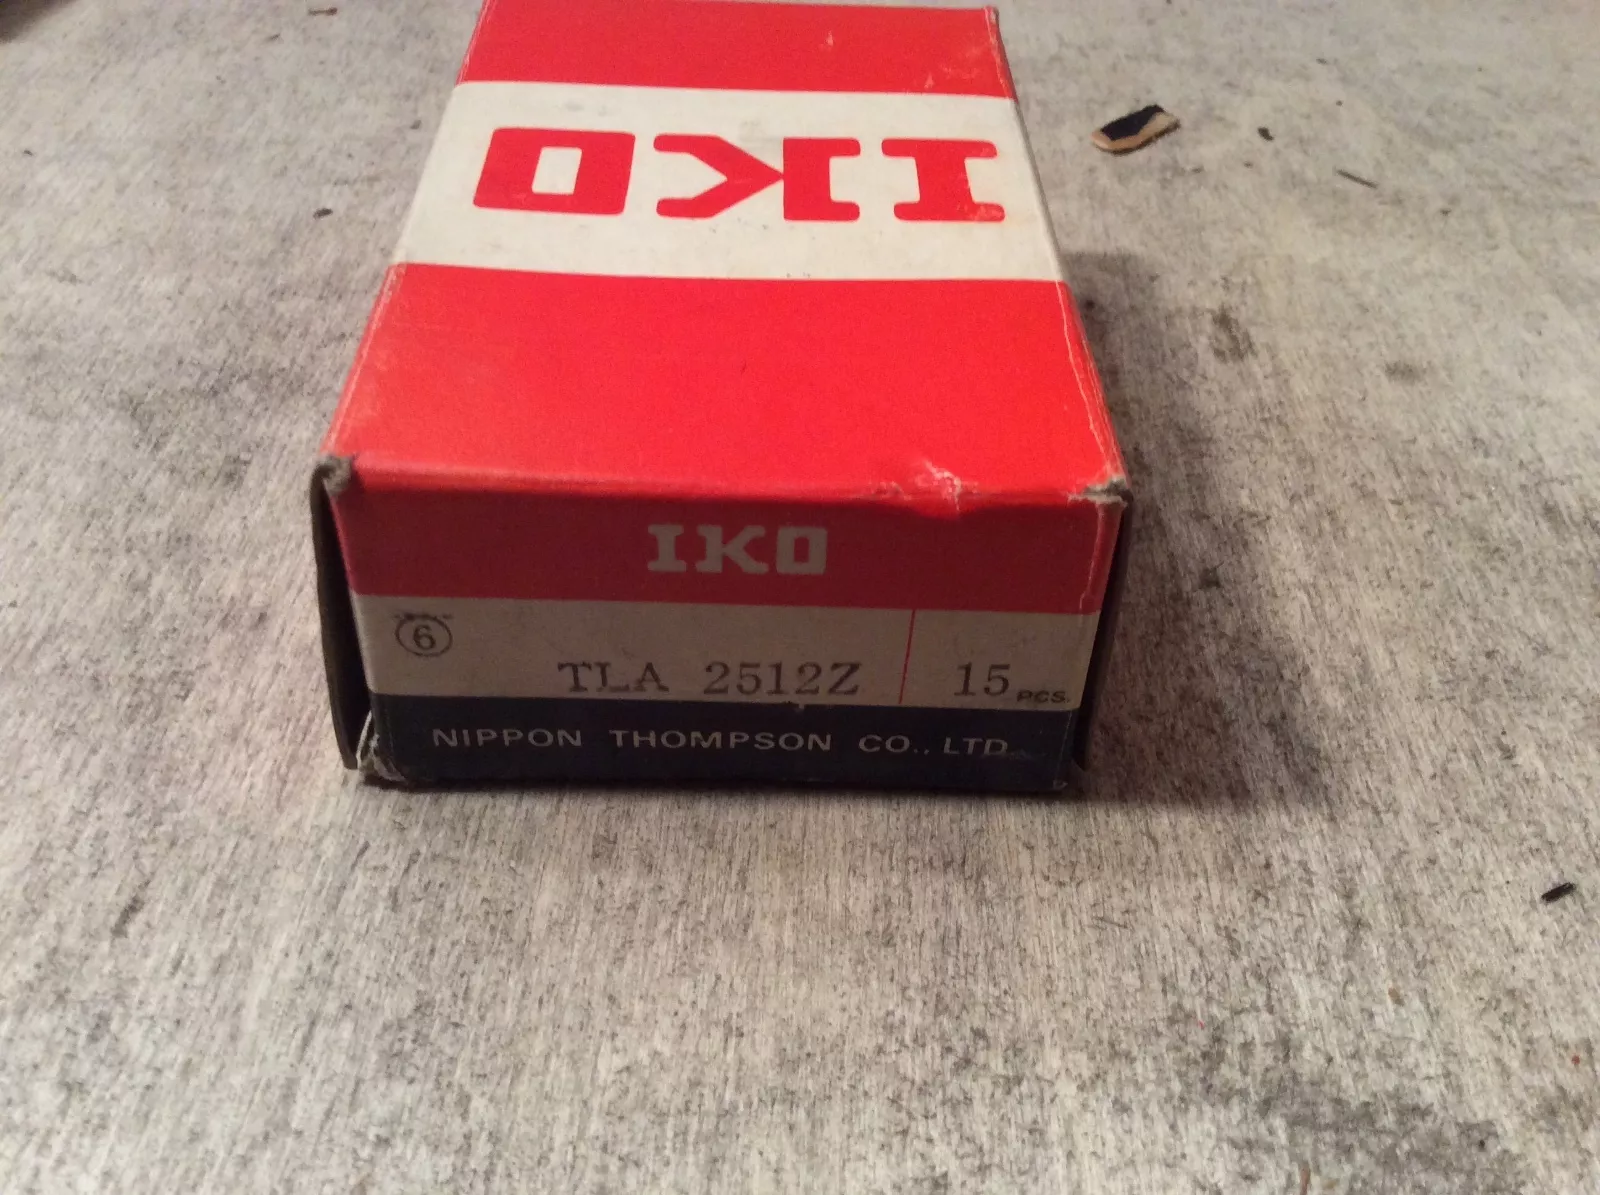 IKO
IKO
6
TLA 2512Z 15 PCS.
NIPPON THOMPSON CO., LTD.